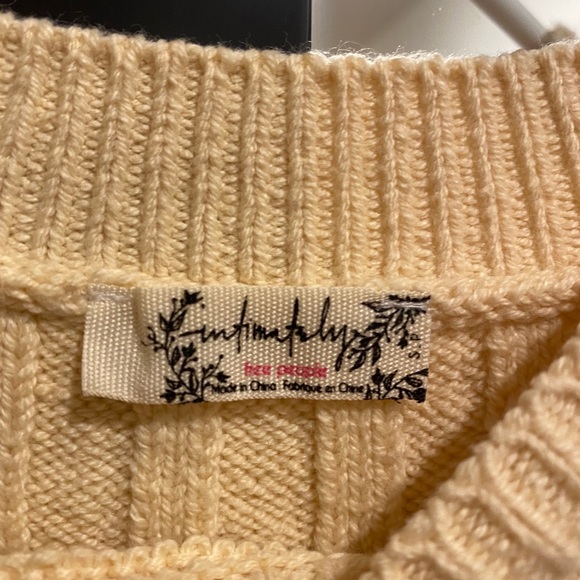 intimately
free people
Made in China Fabriqué en Chine
S P